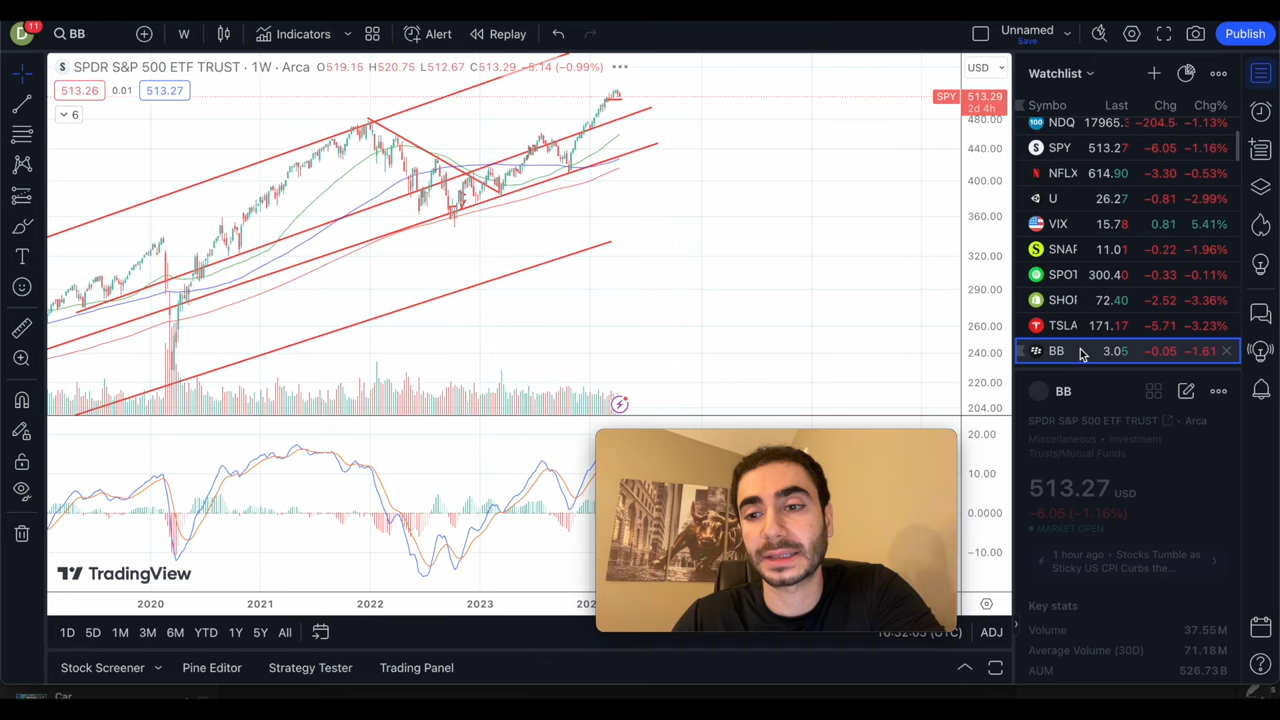 D 11 BB W Indicators Alert Replay Unnamed Save Publish
SPDR S&P 500 ETF TRUST · 1W · Arca O519.15 H520.75 L512.67 C513.29 −5.14 (−0.99%) USD
513.26 0.01 513.27
6
SPY 513.29
2d 4h
480.00
440.00
400.00
360.00
320.00
290.00
260.00
240.00
220.00
204.00
20.00
10.00
0.0000
−10.00
TradingView
2020 2021 2022 2023
1D 5D 1M 3M 6M YTD 1Y 5Y All ADJ
Stock Screener Pine Editor Strategy Tester Trading Panel
Car
Watchlist
Symbo Last Chg Chg%
100 NDQ 17965.3 −204.5 −1.13%
S SPY 513.27 −6.05 −1.16%
N NFLX 614.90 −3.30 −0.53%
U 26.27 −0.81 −2.99%
VIX 15.78 0.81 5.41%
S SNAP 11.01 −0.22 −1.96%
SPOT 300.40 −0.33 −0.11%
SHOP 72.40 −2.52 −3.36%
T TSLA 171.17 −5.71 −3.23%
BB 3.05 −0.05 −1.61
BB
SPDR S&P 500 ETF TRUST Arca
Miscellaneous • Investment
Trusts/Mutual Funds
513.27 USD
−6.05 (−1.16%)
MARKET OPEN
1 hour ago • Stocks Tumble as
Sticky US CPI Curbs the...
Key stats
Volume 37.55M
Average Volume (30D) 71.18M
AUM 526.73B